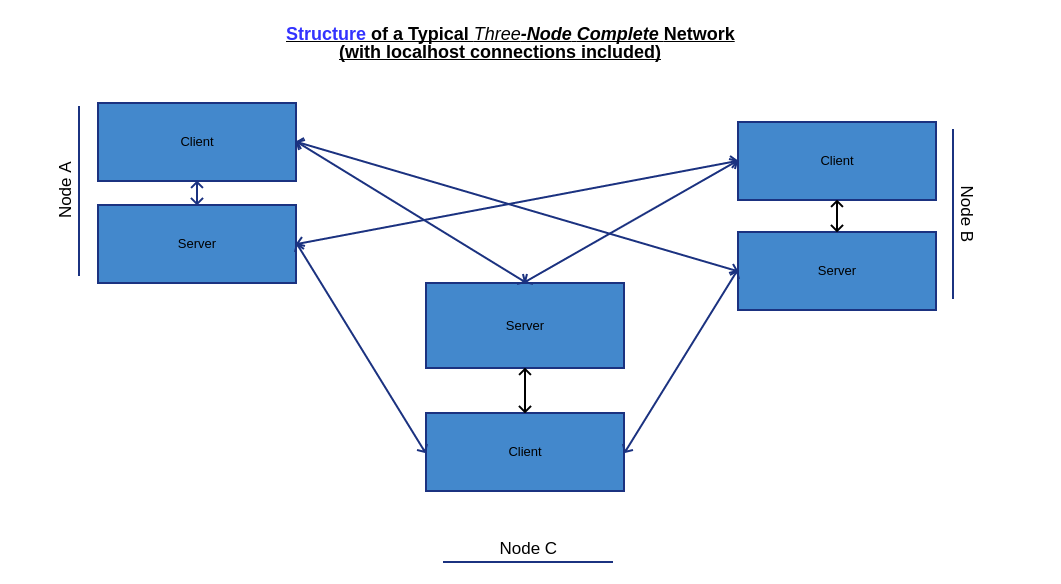 Structure of a Typical Three-Node Complete Network
(with localhost connections included)
Node A
Client
Server
Client
Server
Node B
Server
Client
Node C